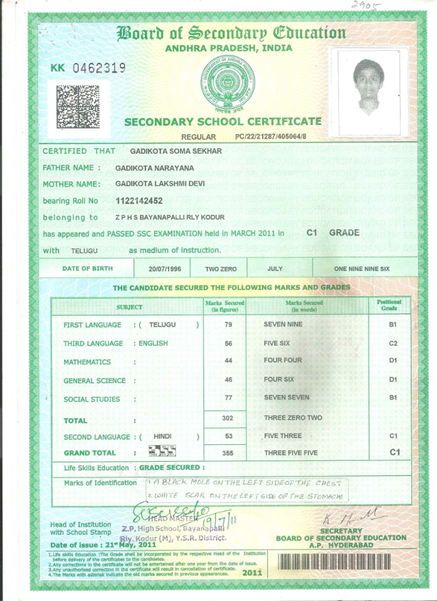 2905
Board of Secondary Education
ANDHRA PRADESH, INDIA
KK 0462319
SECONDARY SCHOOL CERTIFICATE
REGULAR PC/22/21287/405064/8
CERTIFIED THAT GADIKOTA SOMA SEKHAR
FATHER NAME : GADIKOTA NARAYANA
MOTHER NAME: GADIKOTA LAKSHMI DEVI
bearing Roll No 1122142452
belonging to Z P H S BAYANAPALLI RLY KODUR
has appeared and PASSED SSC EXAMINATION held in MARCH 2011 in C1 GRADE
with TELUGU as medium of instruction.
DATE OF BIRTH 20/07/1996 TWO ZERO JULY ONE NINE NINE SIX
THE CANDIDATE SECURED THE FOLLOWING MARKS AND GRADES
SUBJECT Marks Secured (in figures) Marks Secured (in words) Positional Grade
FIRST LANGUAGE : ( TELUGU ) 79 SEVEN NINE B1
THIRD LANGUAGE : ENGLISH 56 FIVE SIX C2
MATHEMATICS : 44 FOUR FOUR D1
GENERAL SCIENCE : 46 FOUR SIX D1
SOCIAL STUDIES : 77 SEVEN SEVEN B1
TOTAL 302 THREE ZERO TWO
SECOND LANGUAGE : ( HINDI ) 53 FIVE THREE C1
GRAND TOTAL : *355* 355 THREE FIVE FIVE C1
Life Skills Education : GRADE SECURED :
Marks of Identification 1. A BLACK MOLE ON THE LEFT SIDE OF THE CHEST
2. WHITE SCAR ON THE LEFT SIDE OF THE STOMACH
HEAD MASTER 19/7/11
Head of Institution Z.P. High School, Bayanapalli SECRETARY
with School Stamp Rly. Kodur (M), Y.S.R. District. BOARD OF SECONDARY EDUCATION
Date of Issue : 21st May, 2011 A.P. HYDERABAD
1.Life skills Education :The Grade shall be incorporated by the respective head of the Institution
before delivery of the certificates to the candidates.
2.Any corrections in the certificate will not be entertained after one year from the date of issue.
3.Any unauthorised correction in the certificate will result in cancellation of certificate.
4.The Marks with asterisk indicate the old marks secured in previous appearances. 2011